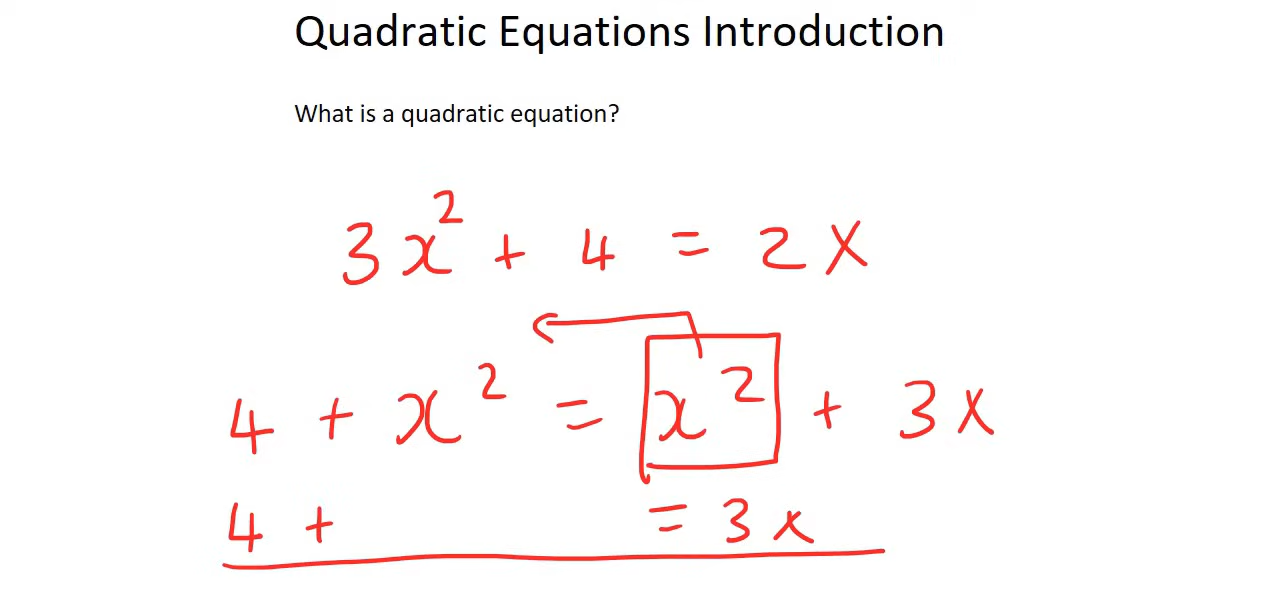 Quadratic Equations Introduction
What is a quadratic equation?
3x² + 4 = 2x
4 + x² = x² + 3x
4 + = 3x